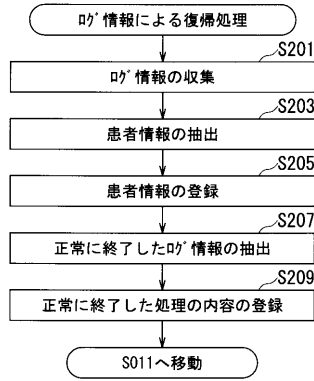 ﾛｸﾞ情報による復帰処理
S201
ﾛｸﾞ情報の収集
S203
患者情報の抽出
S205
患者情報の登録
S207
正常に終了したﾛｸﾞ情報の抽出
S209
正常に終了した処理の内容の登録
S011へ移動